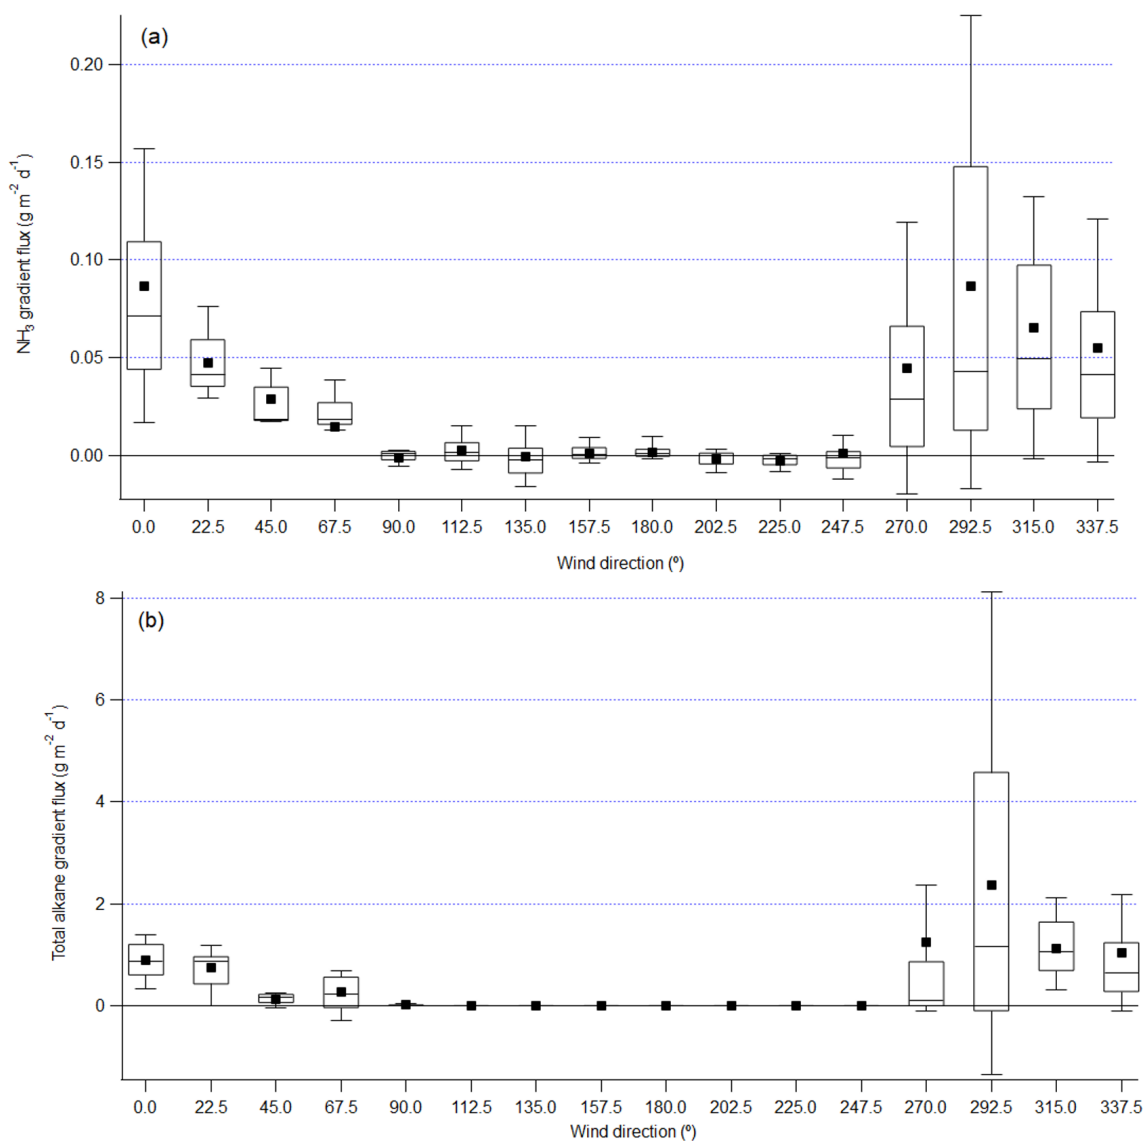 (a)
0.20
0.15
0.10
0.05
0.00
NH₃ gradient flux (g m⁻² d⁻¹)
0.0 22.5 45.0 67.5 90.0 112.5 135.0 157.5 180.0 202.5 225.0 247.5 270.0 292.5 315.0 337.5
Wind direction (º)
(b)
8
6
4
2
0
Total alkane gradient flux (g m⁻² d⁻¹)
0.0 22.5 45.0 67.5 90.0 112.5 135.0 157.5 180.0 202.5 225.0 247.5 270.0 292.5 315.0 337.5
Wind direction (º)